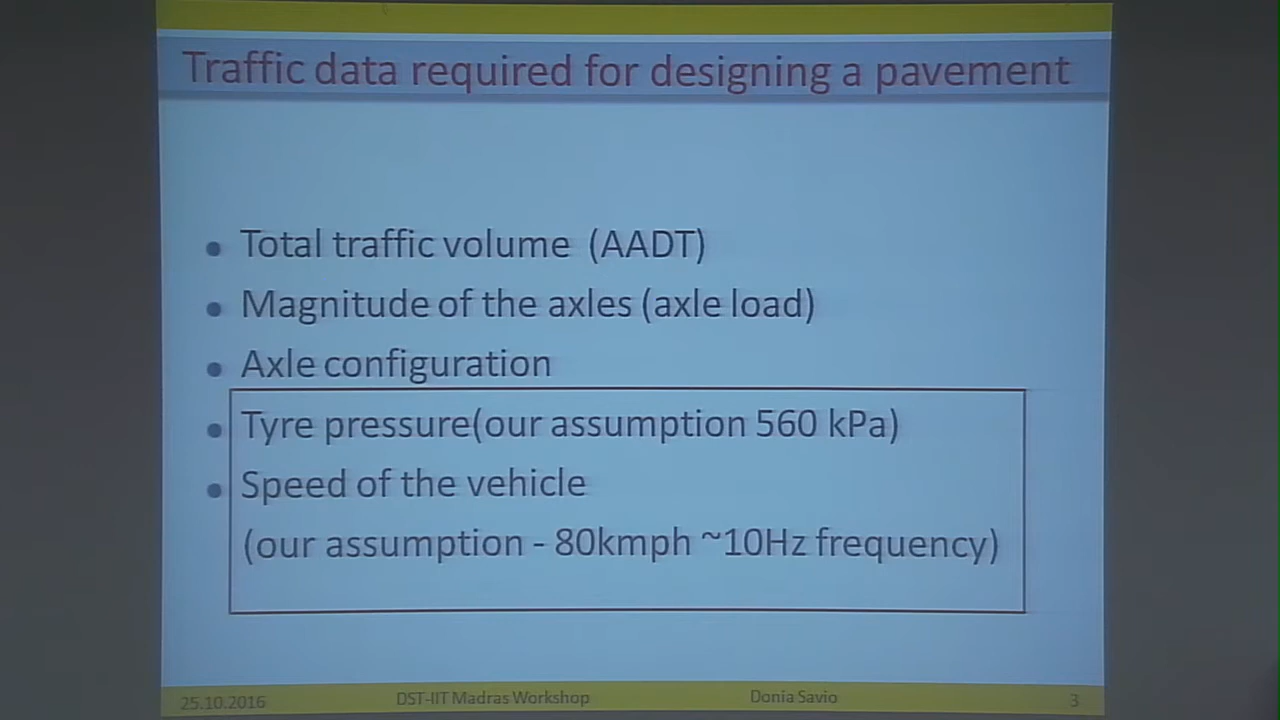 Traffic data required for designing a pavement
• Total traffic volume (AADT)
• Magnitude of the axles (axle load)
• Axle configuration
• Tyre pressure(our assumption 560 kPa)
• Speed of the vehicle
(our assumption - 80kmph ~10Hz frequency)
25.10.2016 DST-IIT Madras Workshop Donia Savio 3